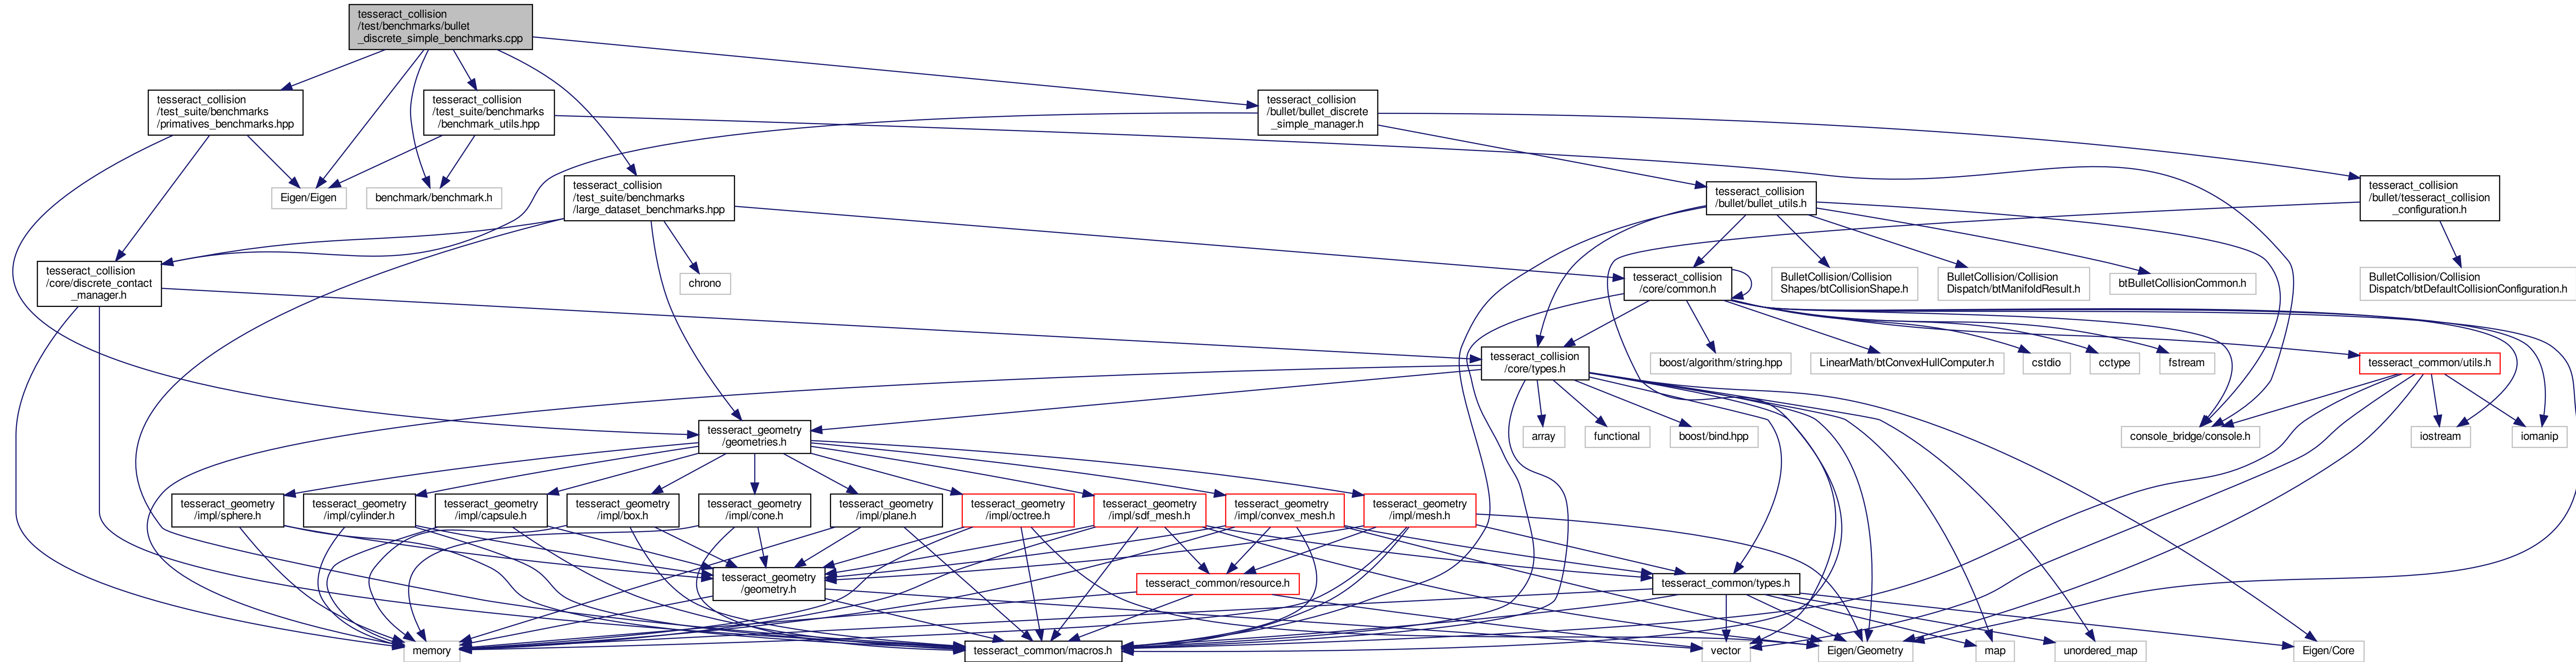 tesseract_collision
/test/benchmarks/bullet
_discrete_simple_benchmarks.cpp
tesseract_collision
/test_suite/benchmarks
/primatives_benchmarks.hpp
tesseract_collision
/test_suite/benchmarks
/benchmark_utils.hpp
tesseract_collision
/bullet/bullet_discrete
_simple_manager.h
Eigen/Eigen
benchmark/benchmark.h
tesseract_collision
/test_suite/benchmarks
/large_dataset_benchmarks.hpp
tesseract_collision
/bullet/bullet_utils.h
tesseract_collision
/bullet/tesseract_collision
_configuration.h
tesseract_collision
/core/discrete_contact
_manager.h
chrono
tesseract_collision
/core/common.h
BulletCollision/Collision
Shapes/btCollisionShape.h
BulletCollision/Collision
Dispatch/btManifoldResult.h
btBulletCollisionCommon.h
BulletCollision/Collision
Dispatch/btDefaultCollisionConfiguration.h
tesseract_collision
/core/types.h
boost/algorithm/string.hpp
LinearMath/btConvexHullComputer.h
cstdio
cctype
fstream
tesseract_common/utils.h
tesseract_geometry
/geometries.h
array
functional
boost/bind.hpp
console_bridge/console.h
iostream
iomanip
tesseract_geometry
/impl/sphere.h
tesseract_geometry
/impl/cylinder.h
tesseract_geometry
/impl/capsule.h
tesseract_geometry
/impl/box.h
tesseract_geometry
/impl/cone.h
tesseract_geometry
/impl/plane.h
tesseract_geometry
/impl/octree.h
tesseract_geometry
/impl/sdf_mesh.h
tesseract_geometry
/impl/convex_mesh.h
tesseract_geometry
/impl/mesh.h
tesseract_geometry
/geometry.h
tesseract_common/resource.h
tesseract_common/types.h
memory
tesseract_common/macros.h
vector
Eigen/Geometry
map
unordered_map
Eigen/Core